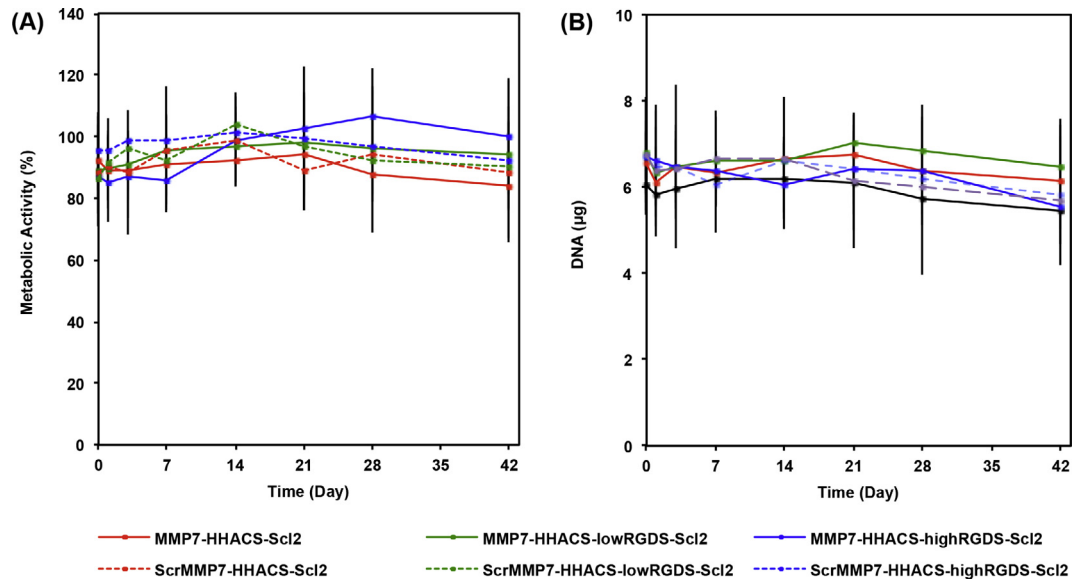 (A)
140
120
100
80
60
40
20
0
Metabolic Activity (%)
0 7 14 21 28 35 42
Time (Day)
(B)
10
8
6
4
2
0
DNA (µg)
0 7 14 21 28 35 42
Time (Day)
MMP7-HHACS-Scl2 MMP7-HHACS-lowRGDS-Scl2 MMP7-HHACS-highRGDS-Scl2
ScrMMP7-HHACS-Scl2 ScrMMP7-HHACS-lowRGDS-Scl2 ScrMMP7-HHACS-highRGDS-Scl2